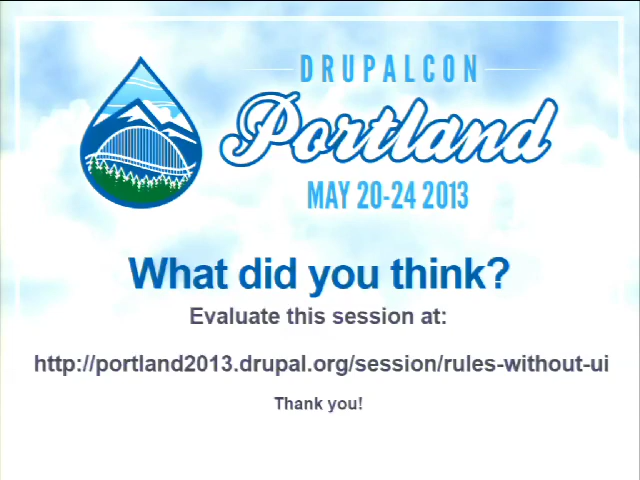 DRUPALCON
Portland
MAY 20-24 2013
What did you think?
Evaluate this session at:
http://portland2013.drupal.org/session/rules-without-ui
Thank you!